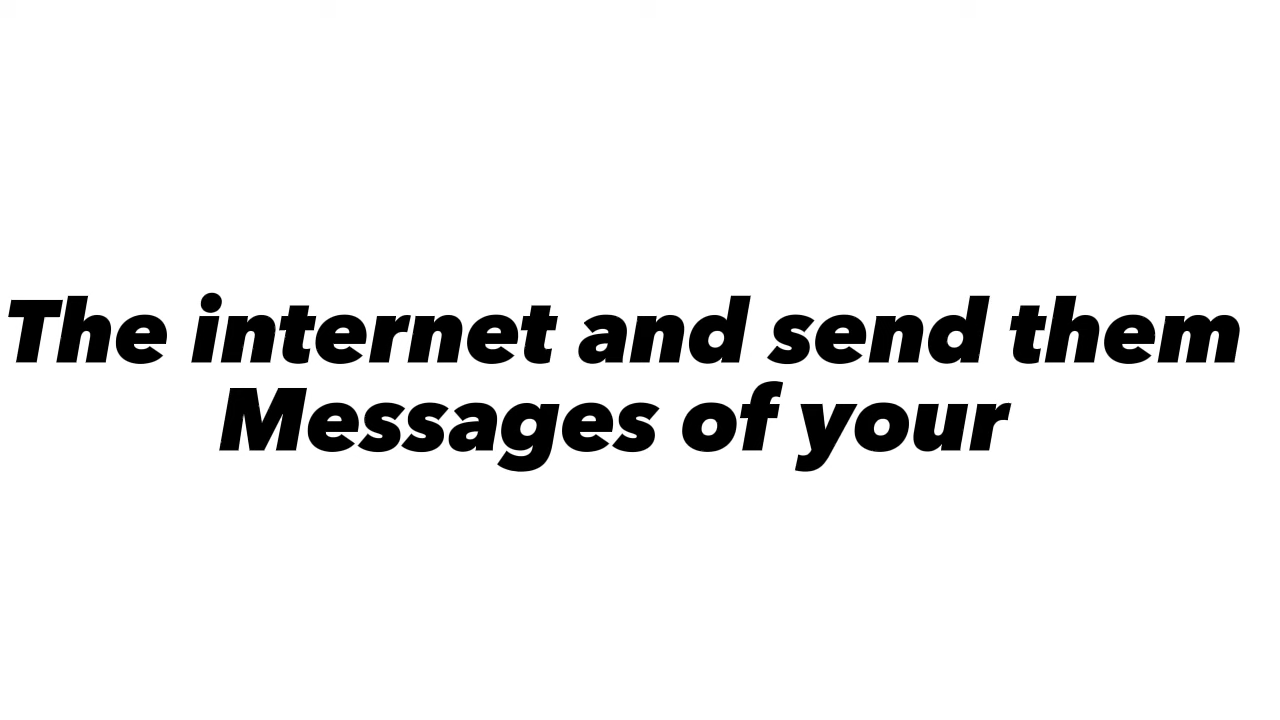 The internet and send them
Messages of your